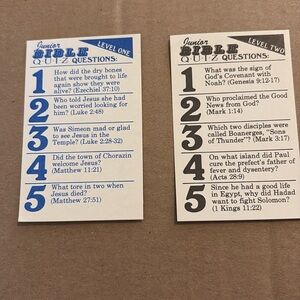 Junior
BIBLE
LEVEL ONE
QUIZ QUESTIONS:
1
How did the dry bones
that were brought to life
again show they were
alive? (Ezechiel 37:10)
2
Who told Jesus she had
been worried looking for
him? (Luke 2:48)
3
Was Simeon mad or glad
to see Jesus in the
Temple? (Luke 2:28-32)
4
Did the town of Chorazin
welcome Jesus?
(Matthew 11:21)
5
What tore in two when
Jesus died?
(Matthew 27:51)
Junior
BIBLE
LEVEL TWO
QUIZ QUESTIONS:
1
What was the sign of
God's Covenant with
Noah? (Genesis 9:12-17)
2
Who proclaimed the Good
News from God?
(Mark 1:14)
3
Which two disciples were
called Boanerges, "Sons
of Thunder"? (Mark 3:17)
4
On what island did Paul
cure the prefect's father of
fever and dysentery?
(Acts 28:9)
5
Since he had a good life
in Egypt, why did Hadad
want to fight Solomon?
(1 Kings 11:22)